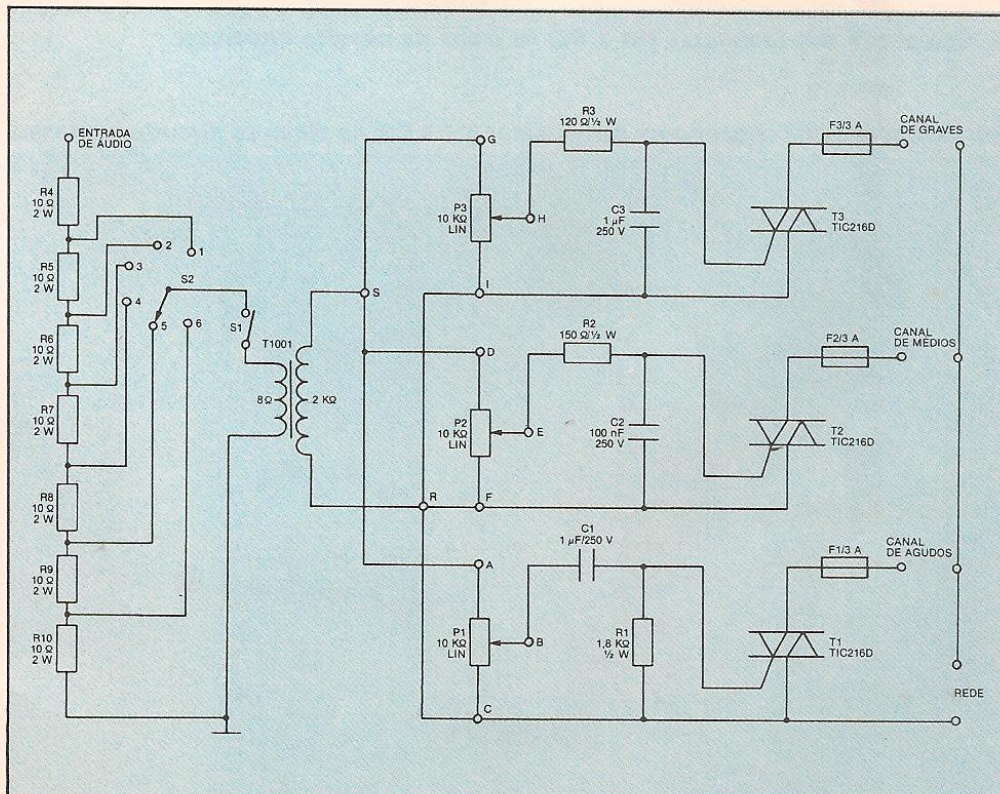 ENTRADA
DE ÁUDIO
R4
10 Ω
2 W
R5
10 Ω
2 W
R6
10 Ω
2 W
R7
10 Ω
2 W
R8
10 Ω
2 W
R9
10 Ω
2 W
R10
10 Ω
2 W
1
2
3
4
5
6
S2
S1
T1001
8 Ω
2 KΩ
S
R
G
P3
10 KΩ
LIN
H
I
R3
120 Ω/½ W
C3
1 µF
250 V
F3/3 A
CANAL
DE GRAVES
T3
TIC216D
D
P2
10 KΩ
LIN
E
F
R2
150 Ω/½ W
C2
100 nF
250 V
F2/3 A
CANAL
DE MÉDIOS
T2
TIC216D
A
P1
10 KΩ
LIN
B
C
C1
1 µF/250 V
R1
1,8 KΩ
½ W
F1/3 A
CANAL
DE AGUDOS
T1
TIC216D
REDE